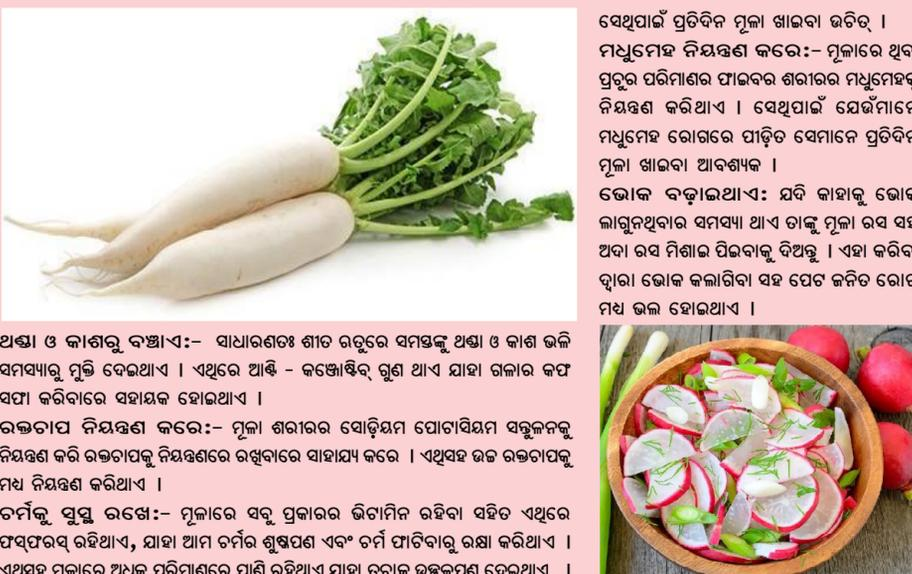 ଥଣ୍ଡା ଓ କାଶରୁ ବଞ୍ଚାଏ:– ସାଧାରଣତଃ ଶୀତ ଋତୁରେ ସମସ୍ତଙ୍କୁ ଥଣ୍ଡା ଓ କାଶ ଭଳି
ସମସ୍ୟାରୁ ମୁକ୍ତି ଦେଇଥାଏ । ଏଥିରେ ଆଣ୍ଟି - କଞ୍ଜୋଷ୍ଟିବ୍ ଗୁଣ ଥାଏ ଯାହା ଗଳାର କଫ
ସଫା କରିବାରେ ସହାୟକ ହୋଇଥାଏ ।
ରକ୍ତଚାପ ନିୟନ୍ତ୍ରଣ କରେ:– ମୂଳା ଶରୀରର ସୋଡ଼ିୟମ ପୋଟାସିୟମ ସନ୍ତୁଳନକୁ
ନିୟନ୍ତ୍ରଣ କରି ରକ୍ତଚାପକୁ ନିୟନ୍ତ୍ରଣରେ ରଖିବାରେ ସାହାଯ୍ୟ କରେ । ଏଥିସହ ଉଚ୍ଚ ରକ୍ତଚାପକୁ
ମଧ୍ୟ ନିୟନ୍ତ୍ରଣ କରିଥାଏ ।
ଚର୍ମକୁ ସୁସ୍ଥ ରଖେ:– ମୂଳାରେ ସବୁ ପ୍ରକାରର ଭିଟାମିନ ରହିବା ସହିତ ଏଥିରେ
ଫସ୍‌ଫରସ୍ ରହିଥାଏ, ଯାହା ଆମ ଚର୍ମର ଶୁଷ୍କପଣ ଏବଂ ଚର୍ମ ଫାଟିବାରୁ ରକ୍ଷା କରିଥାଏ ।
ସେଥିପାଇଁ ପ୍ରତିଦିନ ମୂଳା ଖାଇବା ଉଚିତ୍ ।
ମଧୁମେହ ନିୟନ୍ତ୍ରଣ କରେ:– ମୂଳାରେ
ପ୍ରଚୁର ପରିମାଣର ଫାଇବର ଶରୀରର ମଧୁମେହକୁ
ନିୟନ୍ତ୍ରଣ କରିଥାଏ । ସେଥିପାଇଁ ଯେଉଁମାନେ
ମଧୁମେହ ରୋଗରେ ପୀଡ଼ିତ ସେମାନେ ପ୍ରତିଦିନ
ମୂଳା ଖାଇବା ଆବଶ୍ୟକ ।
ଭୋକ ବଢ଼ାଇଥାଏ: ଯଦି କାହାକୁ ଭୋକ
ଲାଗୁନଥିବାର ସମସ୍ୟା ଥାଏ ତାଙ୍କୁ ମୂଳା ରସ ସହ
ଅଦା ରସ ମିଶାଇ ପିଇବାକୁ ଦିଅନ୍ତୁ । ଏହା କରିବା
ଦ୍ୱାରା ଭୋକ କଲାଗିବା ସହ ପେଟ ଜନିତ ରୋଗ
ମଧ୍ୟ ଭଲ ହୋଇଥାଏ ।